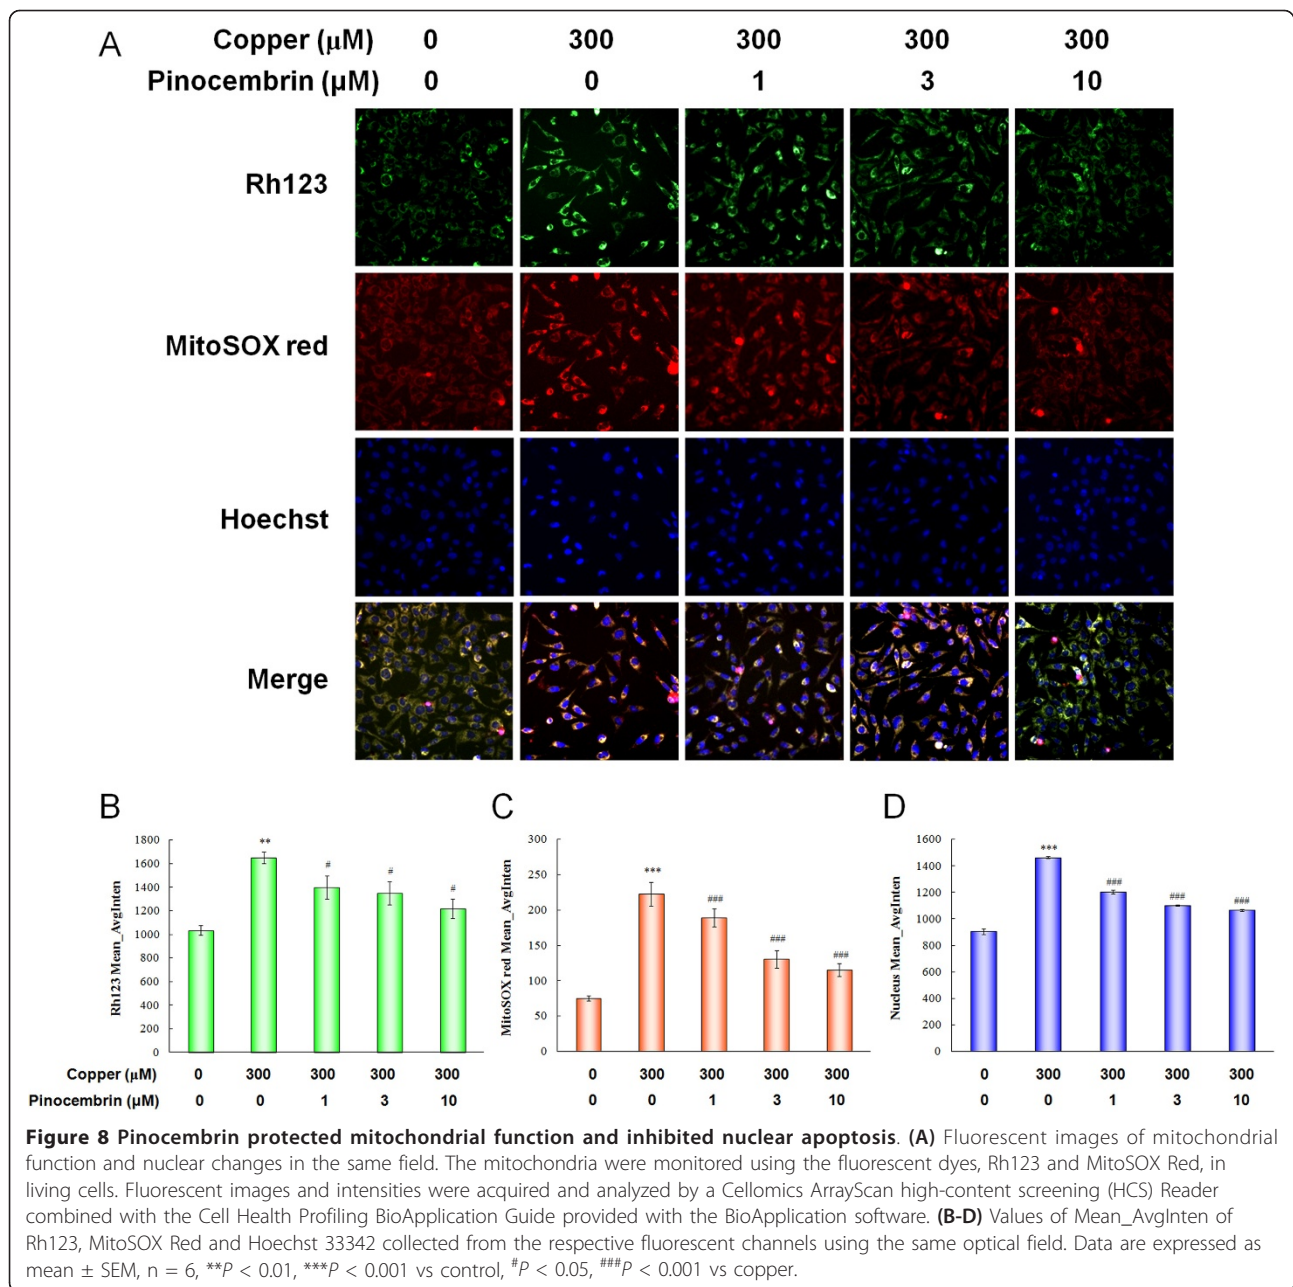 A
Copper (µM) 0 300 300 300 300
Pinocembrin (µM) 0 0 1 3 10
Rh123
MitoSOX red
Hoechst
Merge
B
Rh123 Mean_AvgInten
1800
1600
1400
1200
1000
800
600
400
200
0
** # # #
C
MitoSOX red Mean_AvgInten
300
250
200
150
100
50
0
*** ### ### ###
D
Nucleus Mean_AvgInten
1600
1400
1200
1000
800
600
400
200
0
*** ### ### ###
Copper (µM) 0 300 300 300 300 0 300 300 300 300 0 300 300 300 300
Pinocembrin (µM) 0 0 1 3 10 0 0 1 3 10 0 0 1 3 10
Figure 8 Pinocembrin protected mitochondrial function and inhibited nuclear apoptosis. (A) Fluorescent images of mitochondrial
function and nuclear changes in the same field. The mitochondria were monitored using the fluorescent dyes, Rh123 and MitoSOX Red, in
living cells. Fluorescent images and intensities were acquired and analyzed by a Cellomics ArrayScan high-content screening (HCS) Reader
combined with the Cell Health Profiling BioApplication Guide provided with the BioApplication software. (B-D) Values of Mean_AvgInten of
Rh123, MitoSOX Red and Hoechst 33342 collected from the respective fluorescent channels using the same optical field. Data are expressed as
mean ± SEM, n = 6, **P < 0.01, ***P < 0.001 vs control, #P < 0.05, ###P < 0.001 vs copper.